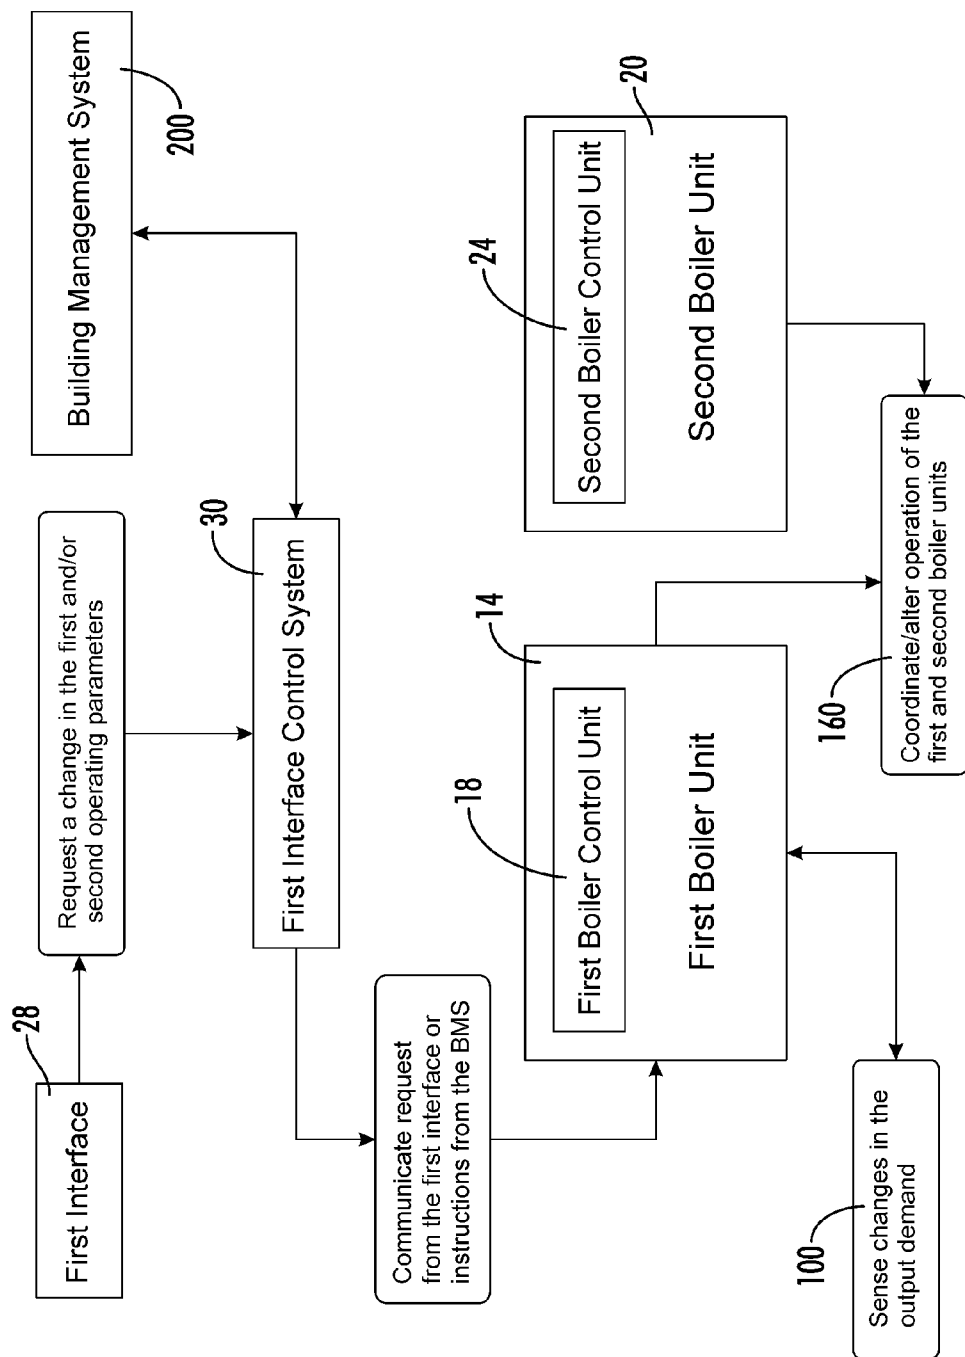 First Interface
28
Request a change in the first and/or
second operating parameters
Building Management System
200
First Interface Control System
30
Communicate request
from the first interface or
instructions from the BMS
First Boiler Control Unit
18
First Boiler Unit
14
Second Boiler Control Unit
24
Second Boiler Unit
20
Sense changes in the
output demand
100
Coordinate/alter operation of the
first and second boiler units
160